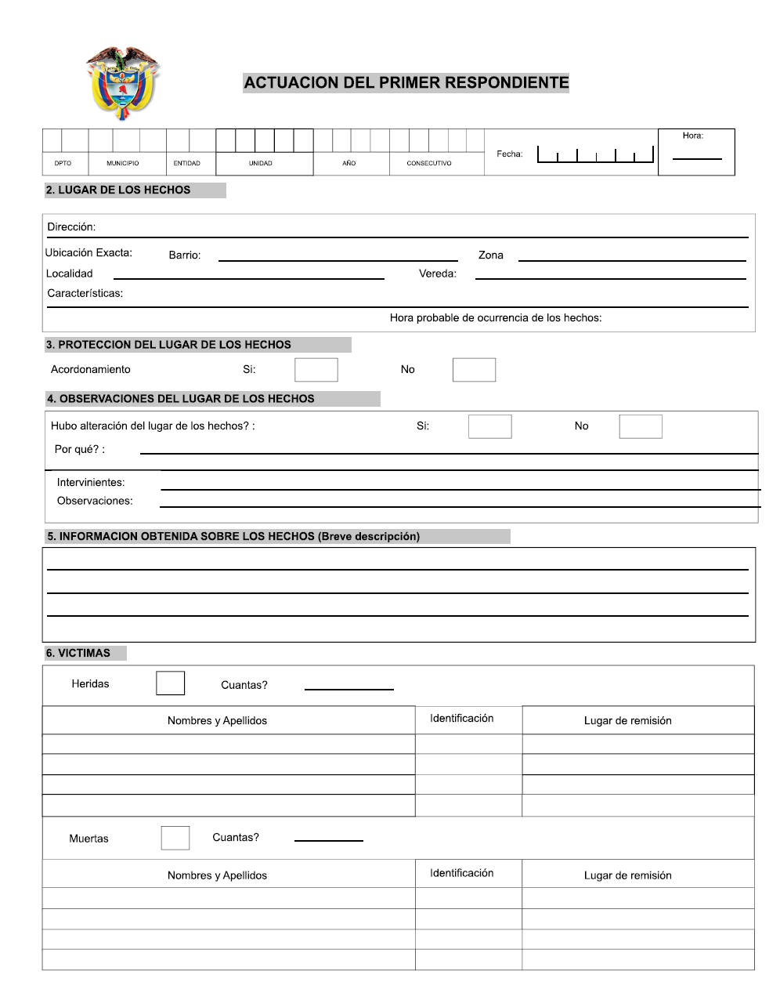 ACTUACION DEL PRIMER RESPONDIENTE
Hora:
Fecha:
DPTO MUNICIPIO ENTIDAD UNIDAD AÑO CONSECUTIVO
2. LUGAR DE LOS HECHOS
Dirección:
Ubicación Exacta: Barrio: Zona
Localidad Vereda:
Características:
Hora probable de ocurrencia de los hechos:
3. PROTECCION DEL LUGAR DE LOS HECHOS
Acordonamiento Si: No
4. OBSERVACIONES DEL LUGAR DE LOS HECHOS
Hubo alteración del lugar de los hechos? : Si: No
Por qué? :
Intervinientes:
Observaciones:
5. INFORMACION OBTENIDA SOBRE LOS HECHOS (Breve descripción)
6. VICTIMAS
Heridas Cuantas?
Nombres y Apellidos Identificación Lugar de remisión
Muertas Cuantas?
Nombres y Apellidos Identificación Lugar de remisión